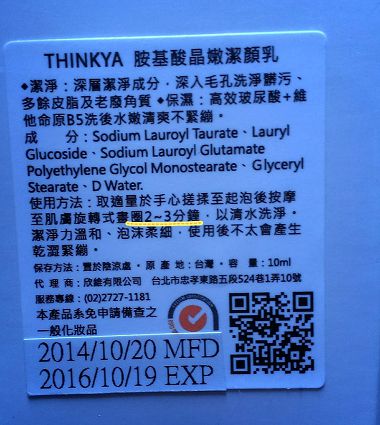 THINKYA 胺基酸晶嫩潔顏乳
◆潔淨：深層潔淨成分，深入毛孔洗淨髒污、
多餘皮脂及老廢角質 ◆保濕：高效玻尿酸+維
他命原B5洗後水嫩清爽不緊繃。
成 分：Sodium Lauroyl Taurate、Lauryl
Glucoside、Sodium Lauroyl Glutamate
Polyethylene Glycol Monostearate、Glyceryl
Stearate、D Water.
使用方法：取適量於手心搓揉至起泡後按摩
至肌膚旋轉式畫圈2~3分鐘，以清水洗淨。
潔淨力溫和、泡沫柔細，使用後不太會產生
乾澀緊繃。
保存方法：置於陰涼處。原 產 地：台灣。容 量：10ml
代 理 商：欣維有限公司 台北市忠孝東路五段524巷1弄10號
服務專線：(02)2727-1181
本產品系免申請備查之
一般化妝品
2014/10/20 MFD
2016/10/19 EXP